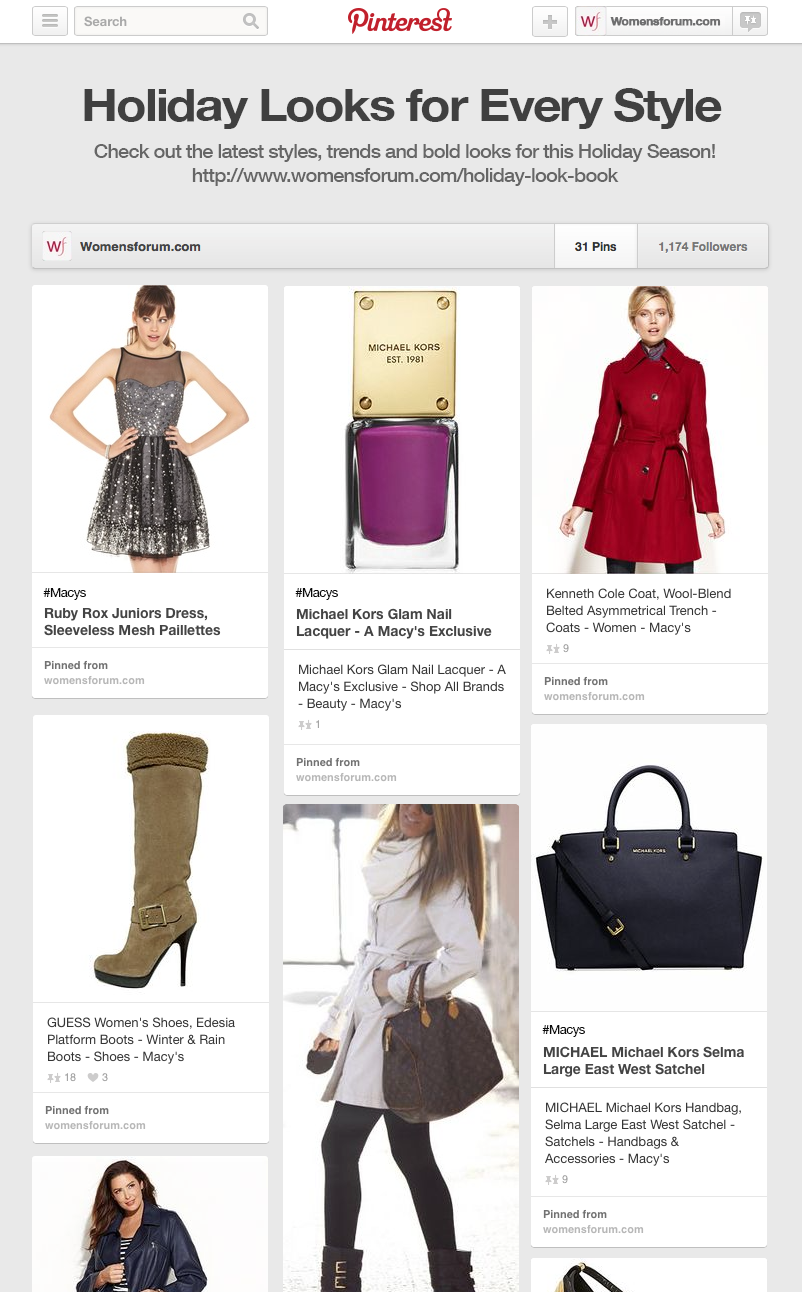 Search
Pinterest
Wf Womensforum.com
Holiday Looks for Every Style
Check out the latest styles, trends and bold looks for this Holiday Season!
http://www.womensforum.com/holiday-look-book
Wf Womensforum.com
31 Pins
1,174 Followers
#Macys
Ruby Rox Juniors Dress,
Sleeveless Mesh Paillettes
Pinned from
womensforum.com
GUESS Women's Shoes, Edesia
Platform Boots - Winter & Rain
Boots - Shoes - Macy's
18 3
Pinned from
womensforum.com
MICHAEL KORS
EST. 1981
#Macys
Michael Kors Glam Nail
Lacquer - A Macy's Exclusive
Michael Kors Glam Nail Lacquer - A
Macy's Exclusive - Shop All Brands
- Beauty - Macy's
1
Pinned from
womensforum.com
Kenneth Cole Coat, Wool-Blend
Belted Asymmetrical Trench -
Coats - Women - Macy's
9
Pinned from
womensforum.com
MICHAEL KORS
#Macys
MICHAEL Michael Kors Selma
Large East West Satchel
MICHAEL Michael Kors Handbag,
Selma Large East West Satchel -
Satchels - Handbags &
Accessories - Macy's
9
Pinned from
womensforum.com